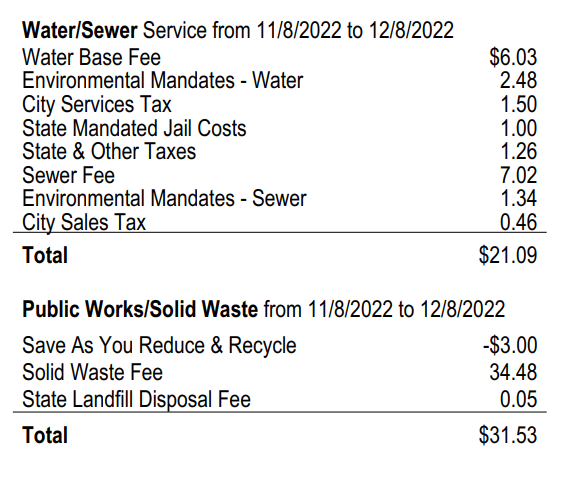 Water/Sewer Service from 11/8/2022 to 12/8/2022
Water Base Fee $6.03
Environmental Mandates - Water 2.48
City Services Tax 1.50
State Mandated Jail Costs 1.00
State & Other Taxes 1.26
Sewer Fee 7.02
Environmental Mandates - Sewer 1.34
City Sales Tax 0.46
Total $21.09
Public Works/Solid Waste from 11/8/2022 to 12/8/2022
Save As You Reduce & Recycle -$3.00
Solid Waste Fee 34.48
State Landfill Disposal Fee 0.05
Total $31.53